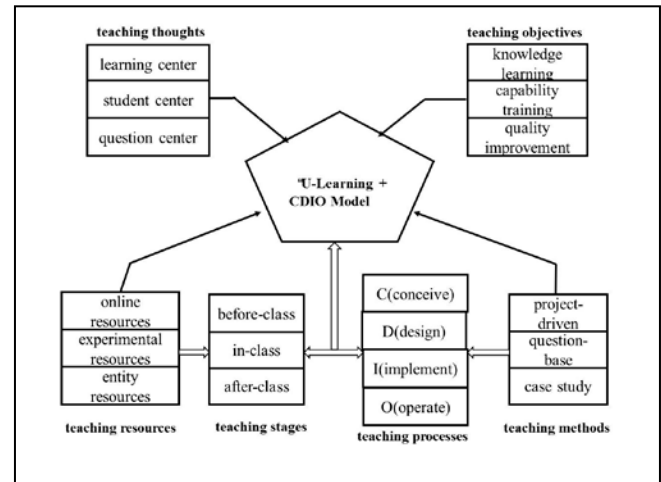 teaching thoughts
learning center
student center
question center
teaching objectives
knowledge
learning
capability
training
quality
improvement
"U-Learning +
CDIO Model
online
resources
experimental
resources
entity
resources
teaching resources
before-class
in-class
after-class
teaching stages
C(conceive)
D(design)
I(implement)
O(operate)
teaching processes
project-
driven
question-
base
case study
teaching methods